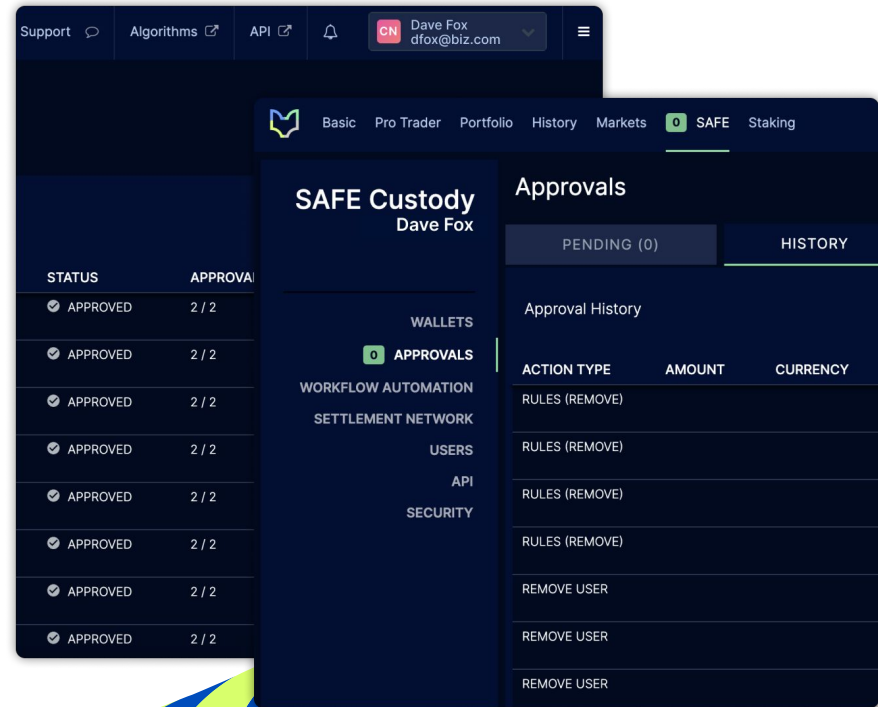 Support Algorithms API CN Dave Fox
dfox@biz.com
STATUS APPROVAL
APPROVED 2 / 2
APPROVED 2 / 2
APPROVED 2 / 2
APPROVED 2 / 2
APPROVED 2 / 2
APPROVED 2 / 2
APPROVED 2 / 2
APPROVED 2 / 2
Basic Pro Trader Portfolio History Markets 0 SAFE Staking
SAFE Custody
Dave Fox
WALLETS
0 APPROVALS
WORKFLOW AUTOMATION
SETTLEMENT NETWORK
USERS
API
SECURITY
Approvals
PENDING (0) HISTORY
Approval History
ACTION TYPE AMOUNT CURRENCY
RULES (REMOVE)
RULES (REMOVE)
RULES (REMOVE)
RULES (REMOVE)
REMOVE USER
REMOVE USER
REMOVE USER